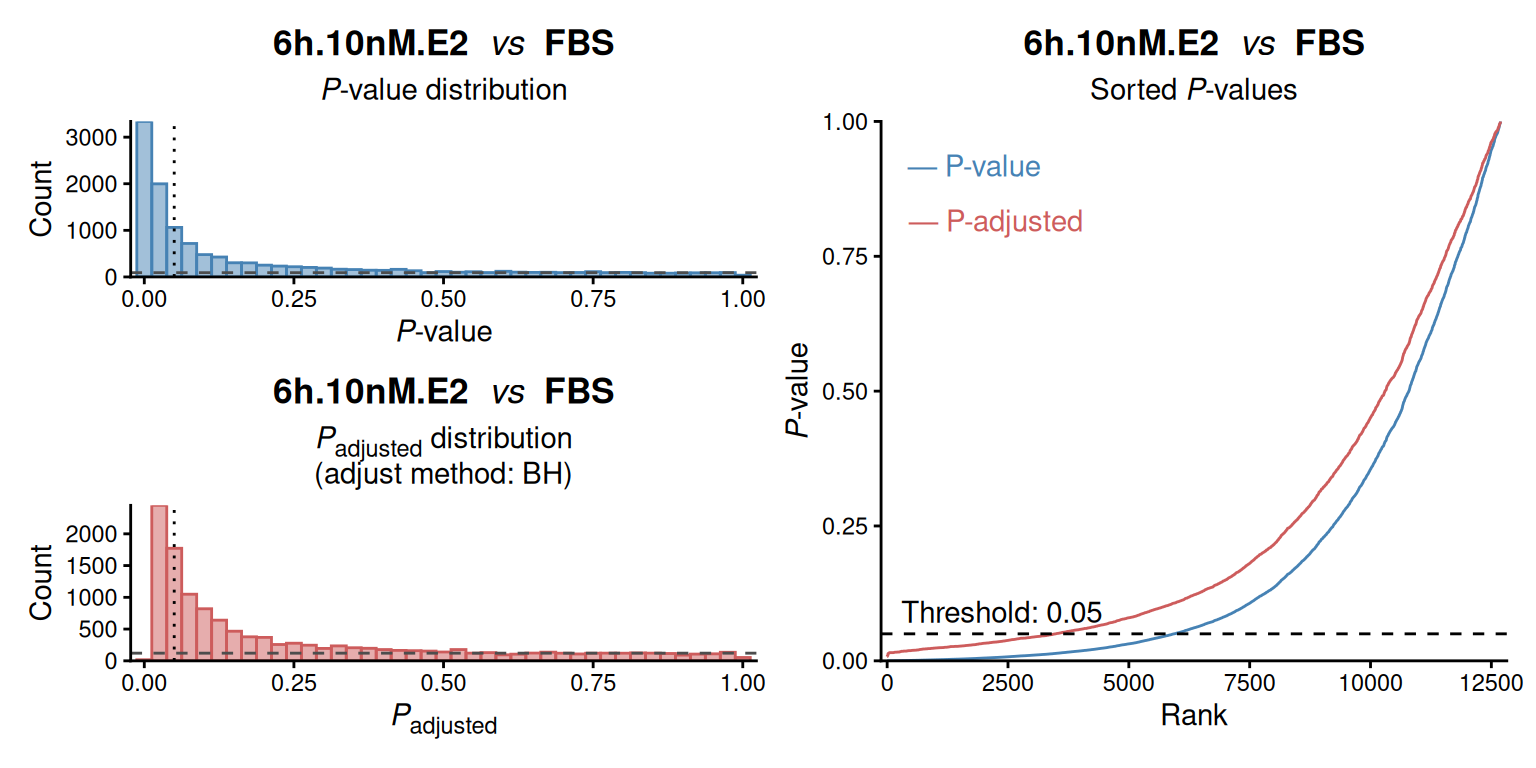 6h.10nM.E2 vs FBS
P-value distribution
Count
3000
2000
1000
0
0.00 0.25 0.50 0.75 1.00
P-value
6h.10nM.E2 vs FBS
Padjusted distribution
(adjust method: BH)
Count
2000
1500
1000
500
0
0.00 0.25 0.50 0.75 1.00
Padjusted
6h.10nM.E2 vs FBS
Sorted P-values
P-value
1.00
0.75
0.50
0.25
0.00
P-value
P-adjusted
Threshold: 0.05
0 2500 5000 7500 10000 12500
Rank